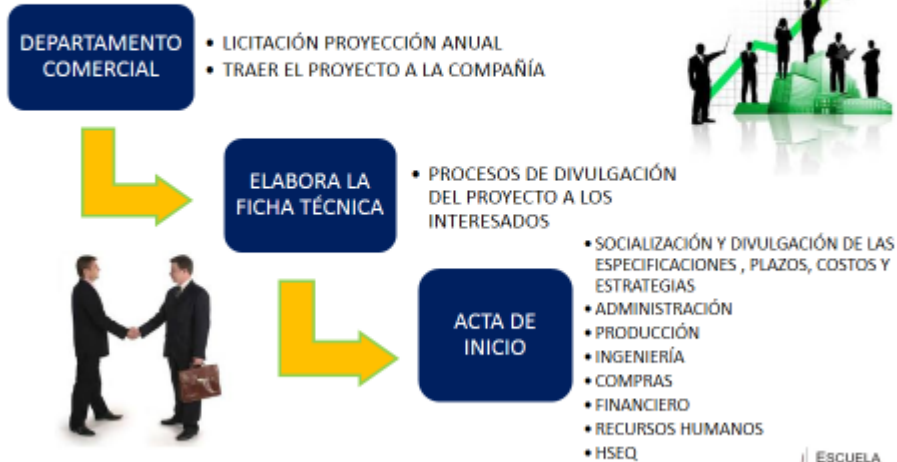 DEPARTAMENTO
COMERCIAL
• LICITACIÓN PROYECCIÓN ANUAL
• TRAER EL PROYECTO A LA COMPAÑÍA
ELABORA LA
FICHA TÉCNICA
• PROCESOS DE DIVULGACIÓN
DEL PROYECTO A LOS
INTERESADOS
ACTA DE
INICIO
• SOCIALIZACIÓN Y DIVULGACIÓN DE LAS
ESPECIFICACIONES , PLAZOS, COSTOS Y
ESTRATEGIAS
• ADMINISTRACIÓN
• PRODUCCIÓN
• INGENIERÍA
• COMPRAS
• FINANCIERO
• RECURSOS HUMANOS
• HSEQ
ESCUELA